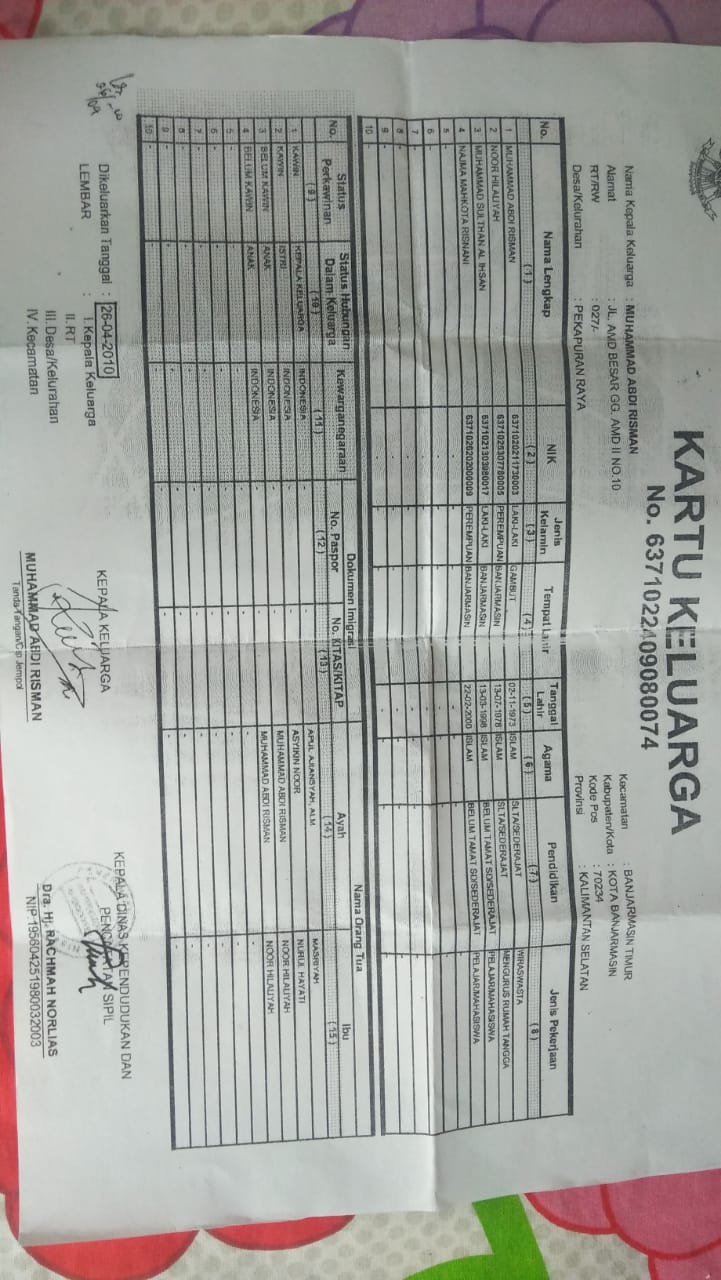 KARTU KELUARGA
No. 6371022409080074
Nama Kepala Keluarga : MUHAMMAD ABDI RISMAN
Alamat : JL. AMD BESAR GG. AMD II NO.10
RT/RW : 027/-
Desa/Kelurahan : PEKAPURAN RAYA
Kecamatan : BANJARMASIN TIMUR
Kabupaten/Kota : KOTA BANJARMASIN
Kode Pos : 70234
Provinsi : KALIMANTAN SELATAN
No. Nama Lengkap NIK Jenis Kelamin Tempat Lahir Tanggal Lahir Agama Pendidikan Jenis Pekerjaan
(1) (2) (3) (4) (5) (6) (7) (8)
1 MUHAMMAD ABDI RISMAN 6371020211730003 LAKI-LAKI GAMBUT 02-11-1973 ISLAM SLTA/SEDERAJAT WIRASWASTA
2 NOOR HILALIYAH 6371025307780005 PEREMPUAN BANJARMASIN 13-07-1978 ISLAM SLTA/SEDERAJAT MENGURUS RUMAH TANGGA
3 MUHAMMAD SULTHAN AL IHSAN 6371021303980017 LAKI-LAKI BANJARMASIN 13-03-1998 ISLAM BELUM TAMAT SD/SEDERAJAT PELAJAR/MAHASISWA
4 NAJMA MAHKOTA RISNANI 6371026202000009 PEREMPUAN BANJARMASIN 22-02-2000 ISLAM BELUM TAMAT SD/SEDERAJAT PELAJAR/MAHASISWA
5 - - - - - - - -
6 - - - - - - - -
7 - - - - - - - -
8 - - - - - - - -
9 - - - - - - - -
10 - - - - - - - -
No. Status Perkawinan Status Hubungan Dalam Keluarga Kewarganegaraan Dokumen Imigrasi Nama Orang Tua
No. Paspor No. KITAS/KITAP Ayah Ibu
(9) (10) (11) (12) (13) (14) (15)
1 KAWIN KEPALA KELUARGA INDONESIA - - APUL AJIANSYAH, ALM MASRIYAH
2 KAWIN ISTRI INDONESIA - - ASYIKIN NOOR NURUL HAYATI
3 BELUM KAWIN ANAK INDONESIA - - MUHAMMAD ABDI RISMAN NOOR HILALIYAH
4 BELUM KAWIN ANAK INDONESIA - - MUHAMMAD ABDI RISMAN NOOR HILALIYAH
5 - - - - - - -
6 - - - - - - -
7 - - - - - - -
8 - - - - - - -
9 - - - - - - -
10 - - - - - - -
Dikeluarkan Tanggal : 26-04-2010
LEMBAR : I. Kepala Keluarga
II. RT
III. Desa/Kelurahan
IV. Kecamatan
KEPALA KELUARGA
MUHAMMAD ABDI RISMAN
Tanda Tangan/Cap Jempol
KEPALA DINAS KEPENDUDUKAN DAN
PENCATATAN SIPIL
Dra. Hj. RACHMAH NORLIAS
NIP 195604251980032003